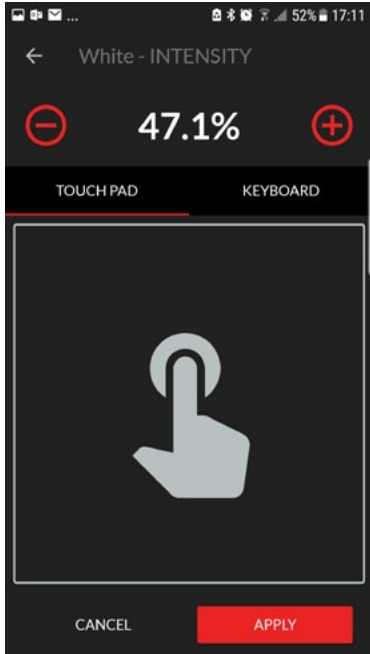 ... 52% 17:11
White - INTENSITY
47.1%
TOUCH PAD KEYBOARD
CANCEL APPLY